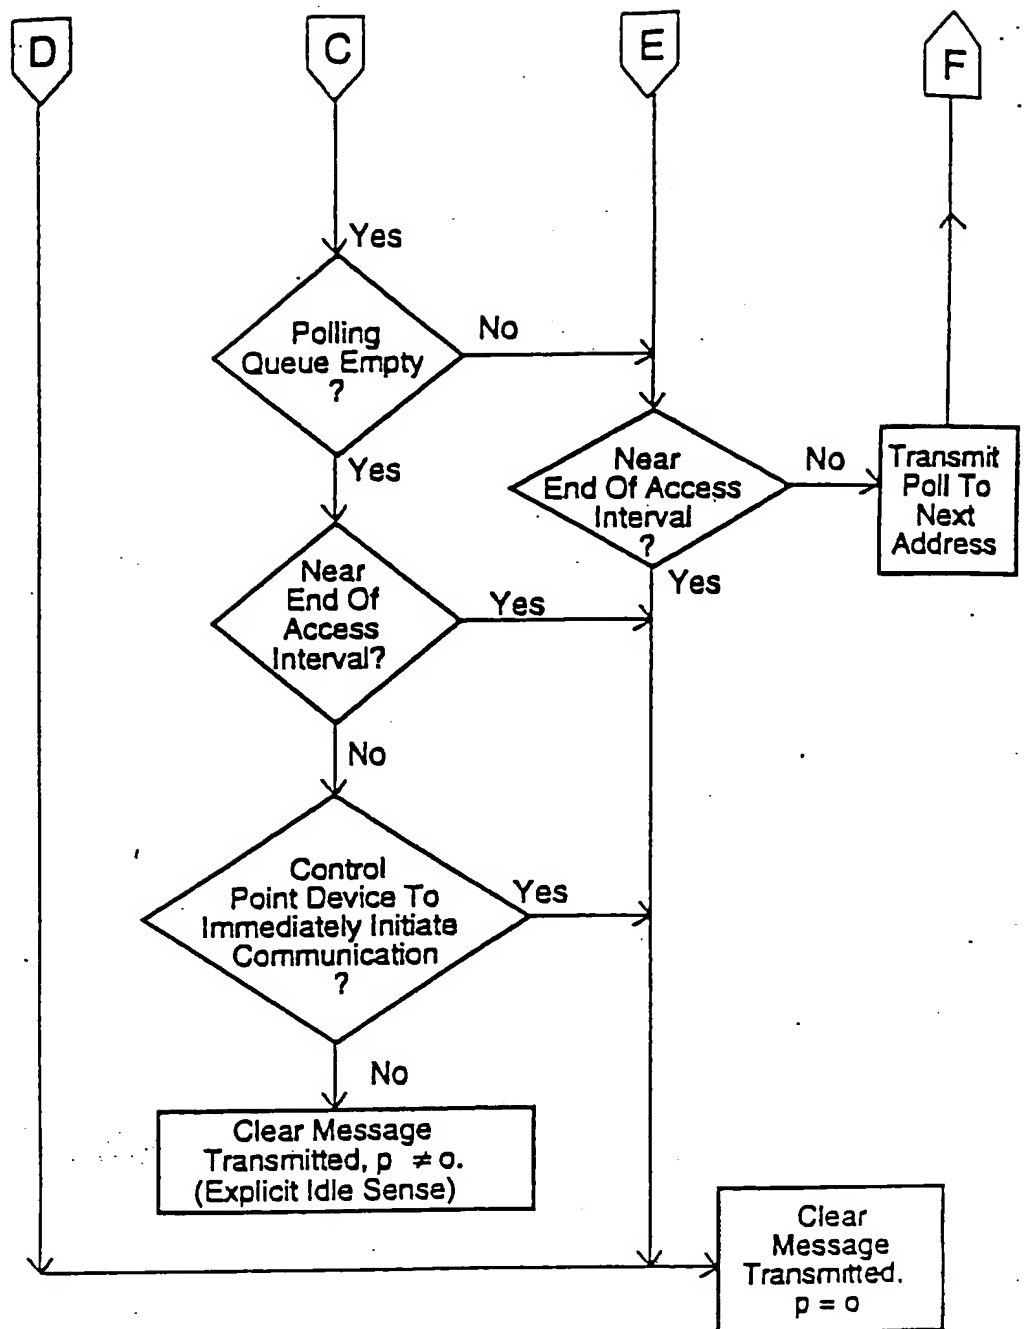 D
C
E
F
Yes
Polling
Queue Empty
?
No
Yes
Near
End Of Access
Interval
?
No
Transmit
Poll To
Next
Address
Yes
Near
End Of
Access
Interval?
Yes
No
Control
Point Device To
Immediately Initiate
Communication
?
Yes
No
Clear Message
Transmitted, p ≠ o.
(Explicit Idle Sense)
Clear
Message
Transmitted.
p = o